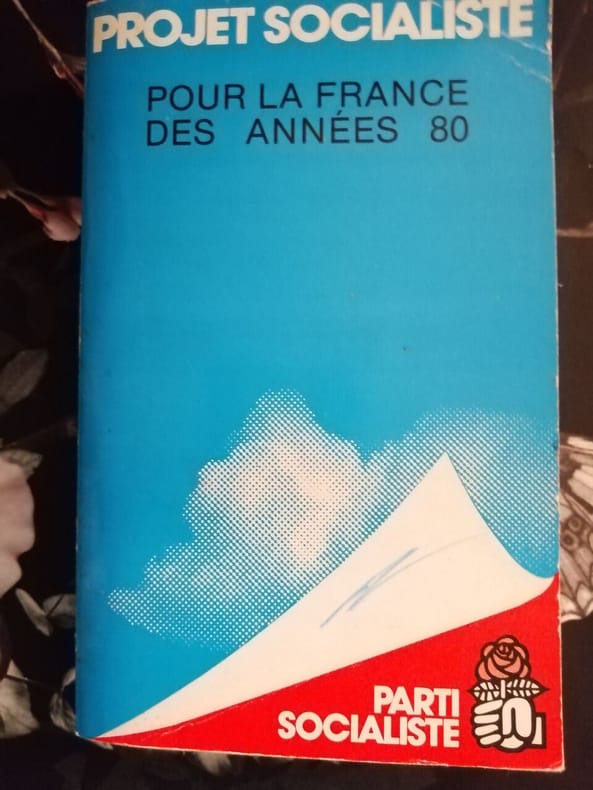 PROJET SOCIALISTE
POUR LA FRANCE
DES ANNÉES 80
PARTI
SOCIALISTE